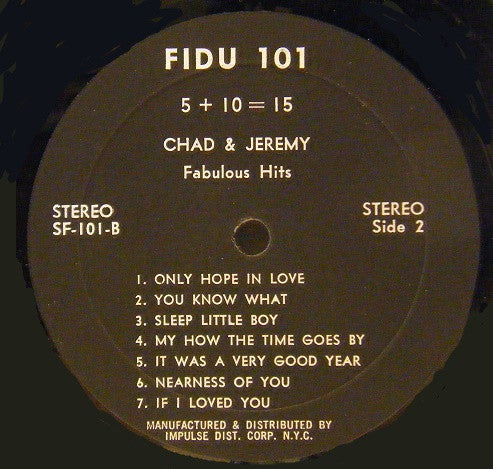 FIDU 101
5 + 10 = 15
CHAD & JEREMY
Fabulous Hits
STEREO
SF-101-B
STEREO
Side 2
1. ONLY HOPE IN LOVE
2. YOU KNOW WHAT
3. SLEEP LITTLE BOY
4. MY HOW THE TIME GOES BY
5. IT WAS A VERY GOOD YEAR
6. NEARNESS OF YOU
7. IF I LOVED YOU
MANUFACTURED & DISTRIBUTED BY
IMPULSE DIST. CORP. N.Y.C.